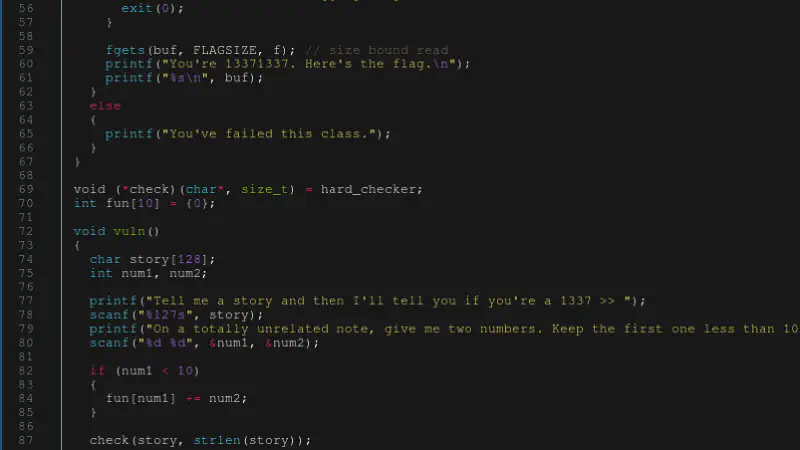 56 exit(0);
57 }
58
59 fgets(buf, FLAGSIZE, f); // size bound read
60 printf("You're 13371337. Here's the flag.\n");
61 printf("%s\n", buf);
62 }
63 else
64 {
65 printf("You've failed this class.");
66 }
67 }
68
69 void (*check)(char*, size_t) = hard_checker;
70 int fun[10] = {0};
71
72 void vuln()
73 {
74 char story[128];
75 int num1, num2;
76
77 printf("Tell me a story and then I'll tell you if you're a 1337 >> ");
78 scanf("%127s", story);
79 printf("On a totally unrelated note, give me two numbers. Keep the first one less than 10
80 scanf("%d %d", &num1, &num2);
81
82 if (num1 < 10)
83 {
84 fun[num1] += num2;
85 }
86
87 check(story, strlen(story));